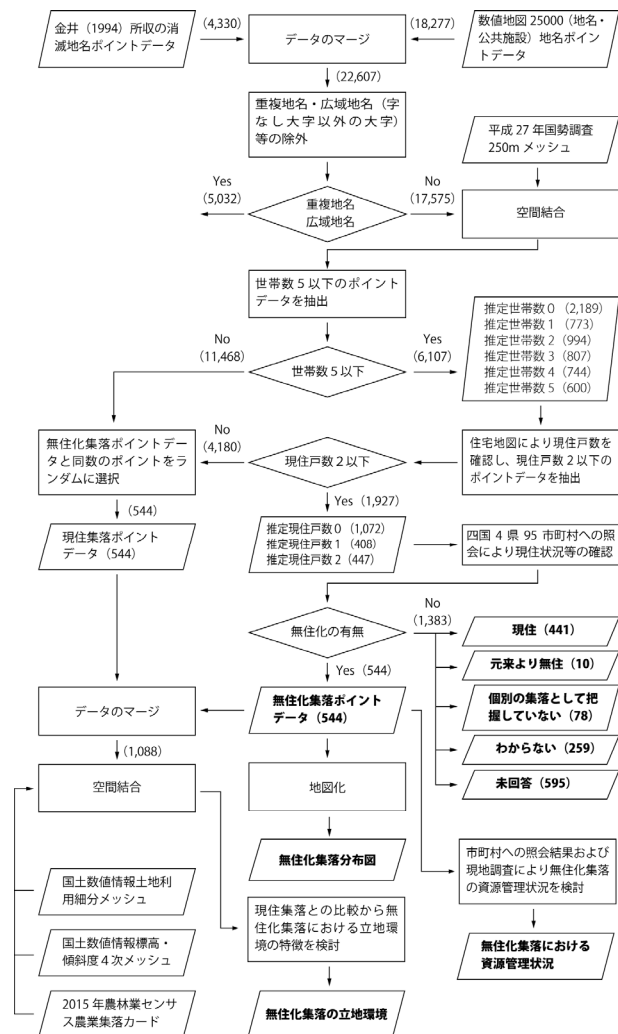 金井（1994）所収の消
滅地名ポイントデータ
(4,330)
データのマージ
(18,277)
数値地図 25000（地名・
公共施設）地名ポイン
トデータ
(22,607)
重複地名・広域地名（字
なし大字以外の大字）
等の除外
平成 27 年国勢調査
250m メッシュ
Yes
(5,032)
重複地名
広域地名
No
(17,575)
空間結合
世帯数 5 以下のポイント
データを抽出
No
(11,468)
世帯数 5 以下
Yes
(6,107)
推定世帯数 0（2,189）
推定世帯数 1（773）
推定世帯数 2（994）
推定世帯数 3（807）
推定世帯数 4（744）
推定世帯数 5（600）
無住化集落ポイントデー
タと同数のポイントをラ
ンダムに選択
No
(4,180)
現住戸数 2 以下
住宅地図により現住戸数を
確認し、現住戸数 2 以下の
ポイントデータを抽出
(544)
Yes (1,927)
現住集落ポイント
データ（544）
推定現住戸数 0（1,072）
推定現住戸数 1（408）
推定現住戸数 2（447）
四国 4 県 95 市町村への照
会により現住状況等の確認
無住化の有無
No
(1,383)
現住（441）
元来より無住（10）
個別の集落として把
握していない（78）
わからない（259）
未回答（595）
Yes (544)
データのマージ
無住化集落ポイント
データ（544）
(1,088)
空間結合
地図化
無住化集落分布図
市町村への照会結果および
現地調査により無住化集落
の資源管理状況を検討
国土数値情報土地利
用細分メッシュ
現住集落との比較から無
住化集落における立地環
境の特徴を検討
国土数値情報標高・
傾斜度 4 次メッシュ
無住化集落における
資源管理状況
2015 年農林業センサ
ス農業集落カード
無住化集落の立地環境